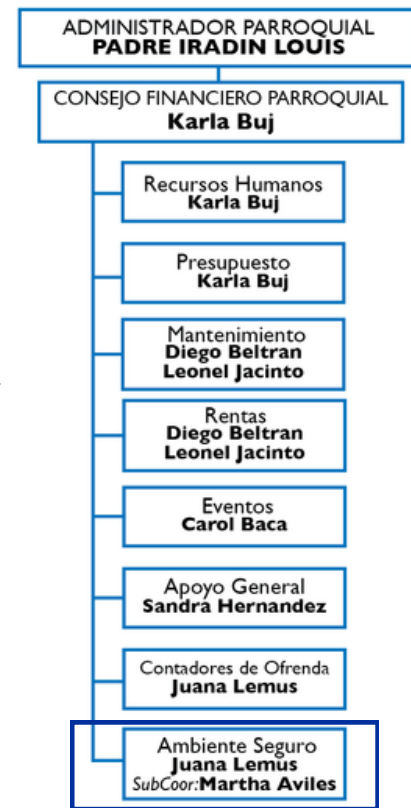 ADMINISTRADOR PARROQUIAL
PADRE IRADIN LOUIS
CONSEJO FINANCIERO PARROQUIAL
Karla Buj
Recursos Humanos
Karla Buj
Presupuesto
Karla Buj
Mantenimiento
Diego Beltran
Leonel Jacinto
Rentas
Diego Beltran
Leonel Jacinto
Eventos
Carol Baca
Apoyo General
Sandra Hernandez
Contadores de Ofrenda
Juana Lemus
Ambiente Seguro
Juana Lemus
SubCoor:Martha Aviles